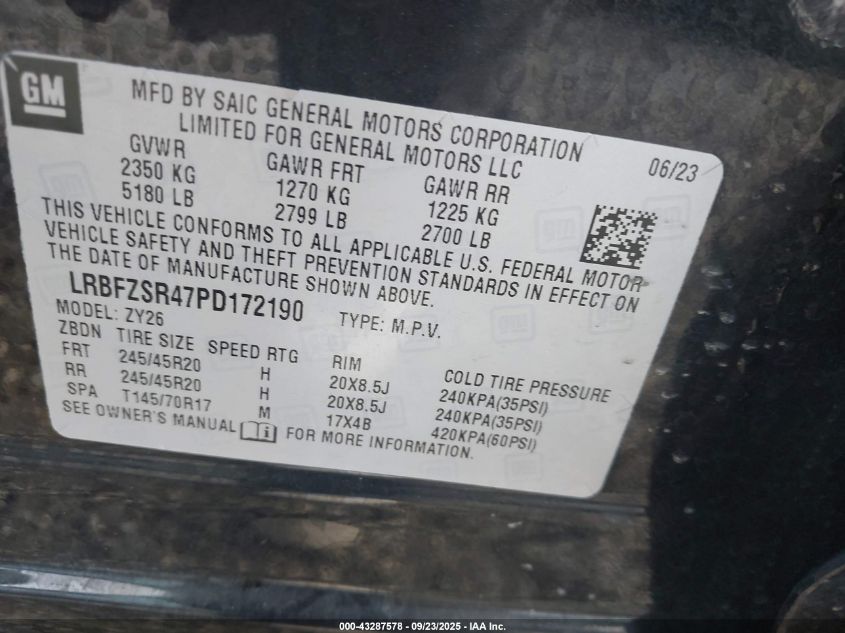 GM
MFD BY SAIC GENERAL MOTORS CORPORATION
LIMITED FOR GENERAL MOTORS LLC
06/23
GVWR GAWR FRT GAWR RR
2350 KG 1270 KG 1225 KG
5180 LB 2799 LB 2700 LB
THIS VEHICLE CONFORMS TO ALL APPLICABLE U.S. FEDERAL MOTOR
VEHICLE SAFETY AND THEFT PREVENTION STANDARDS IN EFFECT ON
THE DATE OF MANUFACTURE SHOWN ABOVE.
LRBFZSR47PD172190 TYPE: M.P.V.
MODEL: ZY26
ZBDN TIRE SIZE SPEED RTG RIM COLD TIRE PRESSURE
FRT 245/45R20 H 20X8.5J 240KPA(35PSI)
RR 245/45R20 H 20X8.5J 240KPA(35PSI)
SPA T145/70R17 M 17X4B 420KPA(60PSI)
SEE OWNER'S MANUAL FOR MORE INFORMATION.
000-43287578 - 09/23/2025 - IAA Inc.